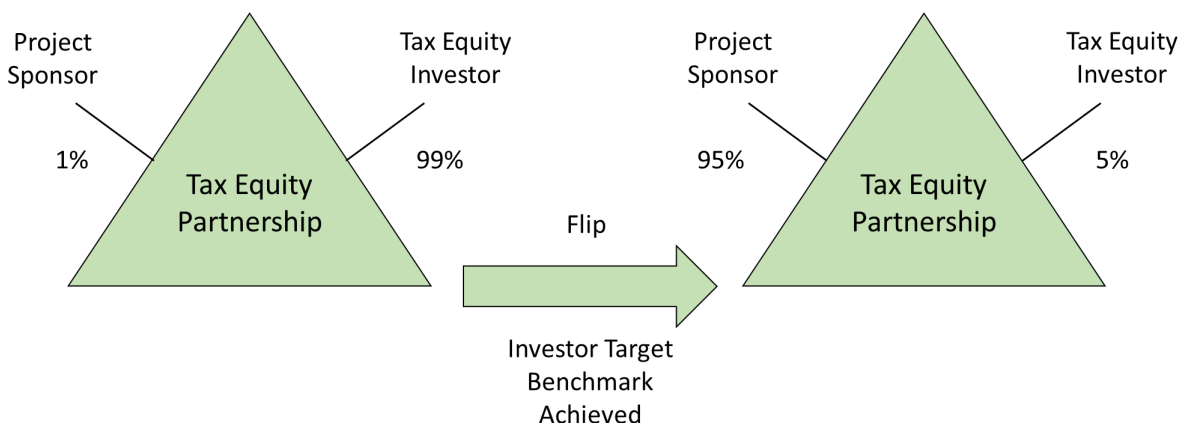 Project
Sponsor
Tax Equity
Investor
1%
99%
Tax Equity
Partnership
Flip
Investor Target
Benchmark
Achieved
Project
Sponsor
Tax Equity
Investor
95%
5%
Tax Equity
Partnership